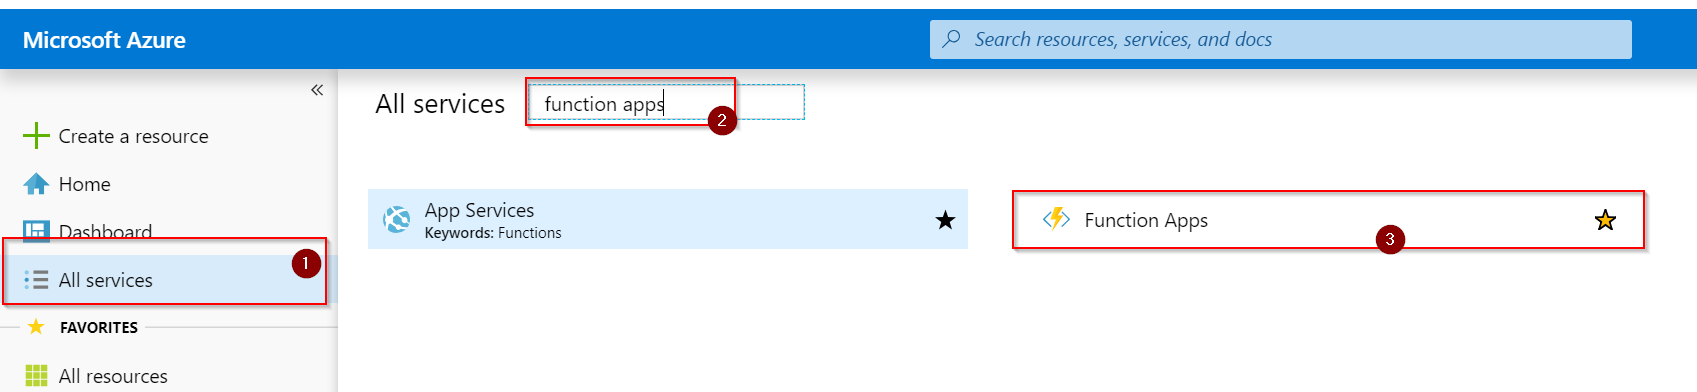 Microsoft Azure
Search resources, services, and docs
«
Create a resource
Home
Dashboard
All services
1
FAVORITES
All resources
All services
function apps
2
App Services
Keywords: Functions
Function Apps
3